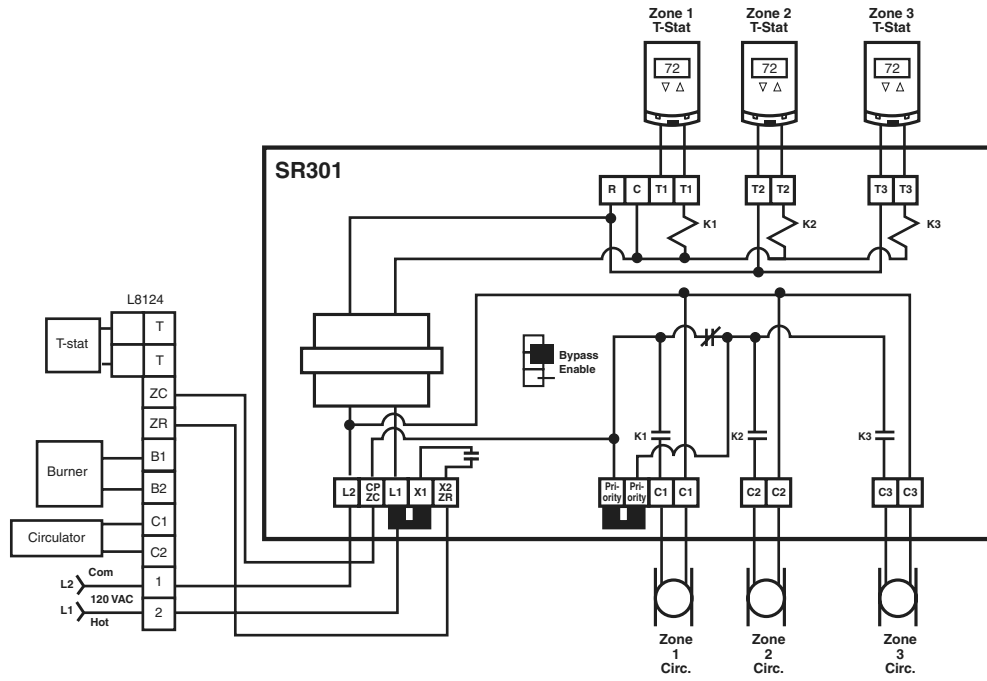 Zone 1
T-Stat
Zone 2
T-Stat
Zone 3
T-Stat
72
72
72
SR301
R
C
T1
T1
T2
T2
T3
T3
K1
K2
K3
L8124
T-stat
T
T
ZC
ZR
Burner
B1
B2
Circulator
C1
C2
L2
Com
1
120 VAC
L1
Hot
2
Bypass
Enable
K1
K2
K3
L2
CP
ZC
L1
X1
X2
ZR
Pri-
ority
Pri-
ority
C1
C1
C2
C2
C3
C3
Zone
1
Circ.
Zone
2
Circ.
Zone
3
Circ.